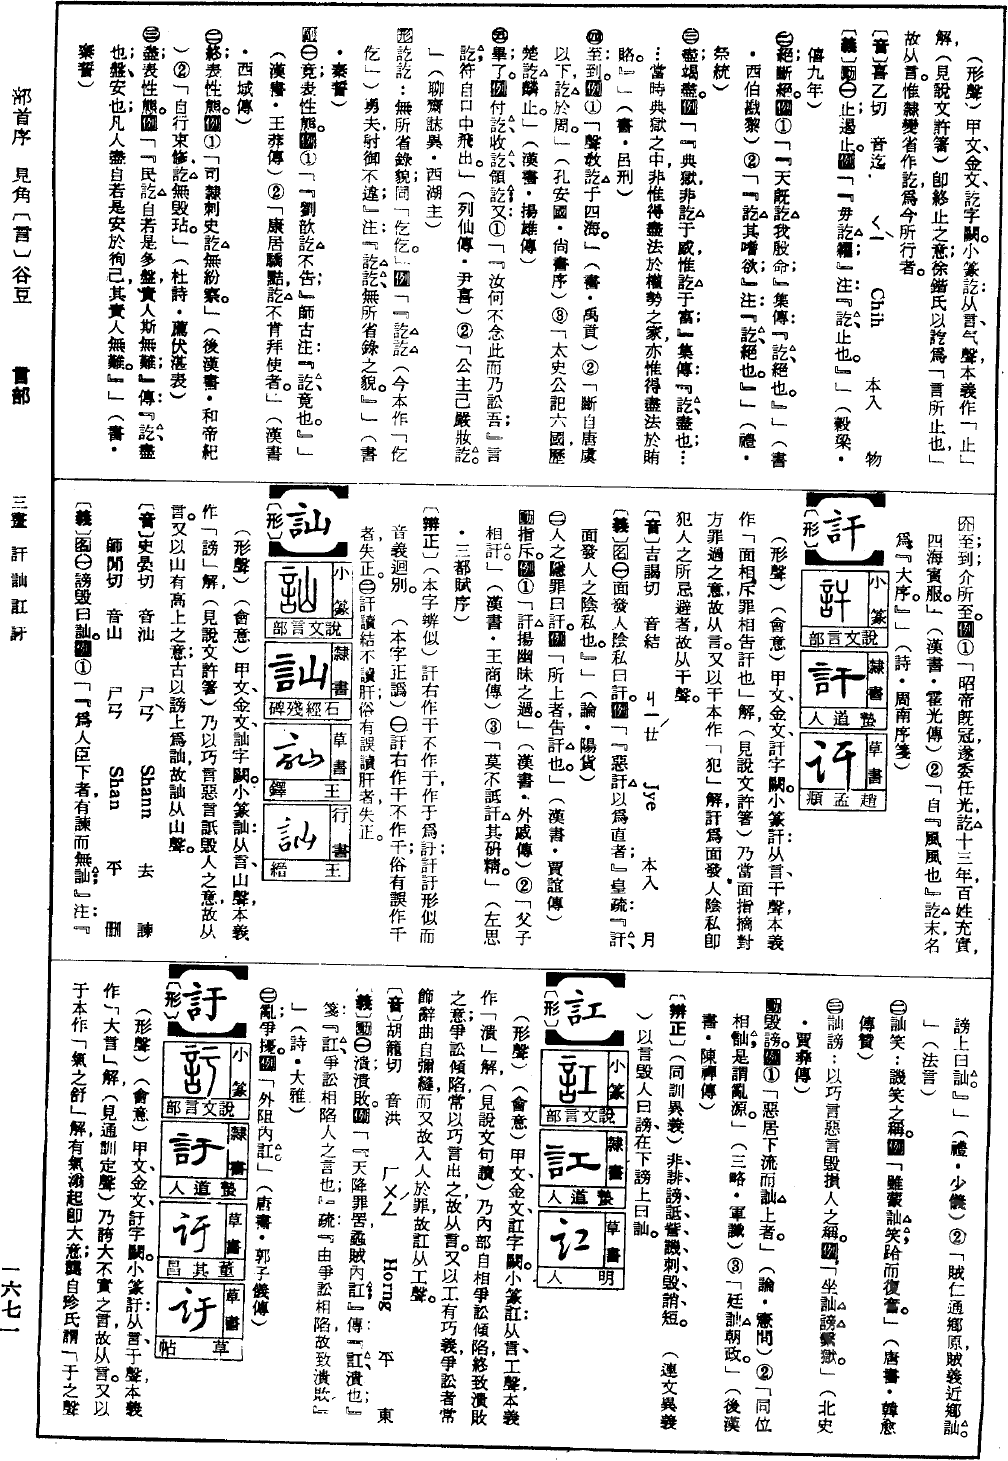 （形聲）甲文、金文、訖字闕。小篆訖：从言、气聲，本義作「止」
解，（見說文許箸）卽終止之意；徐鍇氏以訖爲「言所止也」，
故从言。惟隸變省作訖，爲今所行者。
〔音〕喜乙切　音迄　ㄑㄧˋ　Chih　本入　物
〔義〕動㊀止；遏止。例「『毋訖糴』注：『訖，止也。』」（穀梁・
僖九年）
㊁絕；斷絕。例①「『天既訖我殷命』集傳：『訖，絕也。』」（書
・西伯戡黎）②「『訖其嗜欲』注：『訖，絕也。』」（禮・
祭統）
㊂盡；竭盡。例「『典獄非訖于威，惟訖于富』集傳：『訖，盡也；…
…當時典獄之中，非惟得盡法於權勢之家，亦惟得盡法於賄
賂。』」（書・呂刑）
㊃至；到。例①「聲敎訖于四海。」（書・禹貢）②「斷自唐虞
以下，訖於周。」（孔安國・尚書序）③「太史公記六國，歷
楚訖麟止。」（漢書・揚雄傳）
畢；了。例付訖、收訖、領訖；又①「『汝何不念此而乃訟吾。』言
訖，符自口中飛出。」（列仙傳・尹喜）②「公主已嚴妝訖。
」（聊齋誌異・西湖主）
形訖訖：無所省錄貌；同「仡仡」。例「『訖訖（今本作「仡
仡」）勇夫，射御不違』注：『訖訖，無所省錄之貌。』」（書
・秦誓）
副㊀竟；表性態。例①「『劉歆訖不告』師古注：『訖，竟也。』」
（漢書・王莽傳）②「康居驕黠，訖不肯拜使者。」（漢書
・西域傳）
㊁終；表性態。例①「司隸刺史訖無紛察。」（後漢書・和帝紀
）②「自行束修，訖無毀玷。」（杜詩・薦伏湛表）
㊂盡；表性態。例「『民訖自若是多盤，責人斯無難。』傳：『訖，盡
也；盤，安也；凡人盡自若是，安於徇己，其責人無難。』」（書・
秦誓）
介至；到；介所至。例①「昭帝旣冠，遂委任光，訖十三年，百姓充實，
四海賓服。」（漢書・霍光傳）②「自『風，風也』訖末，名
爲『大序』。」（詩・周南序箋）
訐
〔形〕
小篆　說文言部
隸書　蟄道人
草書　趙孟頫
（形聲）（會意）甲文、金文、訐字闕。小篆訐：从言、干聲，本義
作「面相斥罪相告訐也」解，（見說文許箸）乃當面指摘對
方罪過之意，故从言。又以干本作「犯」解，訐爲面發人陰私，卽
犯人之所忌避者，故从干聲。
〔音〕吉謁切　音結　ㄐㄧㄝˊ　Jye　本入　月
〔義〕名㊀面發人陰私曰訐。例「『惡訐以爲直者』皇疏：『訐，
面發人之陰私也。』」（論・陽貨）
㊁人之隱罪曰訐。例「所上者告訐也。」（漢書・賈誼傳）
動指斥。例①「訐揚幽昧之過。」（漢書・外戚傳）②「父子
相訐。」（漢書・王商傳）③「莫不詆訐其硏精。」（左思
・三都賦序）
〔辨正〕（本字辨似）訐右作干，不作于，作于爲訏；訐訏形似而
音義迥別。　（本字正譌）㊀訐右作干不作千，俗有誤作千
者失正。㊁訐讀結不讀肝，俗有誤讀肝者失正。
訕
〔形〕
小篆　說文言部
隸書　石經殘碑
草書　王鐸
行書　王縉
（形聲）（會意）甲文、金文、訕字闕。小篆訕：从言、山聲，本義
作「謗」解，（見說文許箸）乃以巧言惡言詆毀人之意，故从
言。又以山有高上之意，古以謗上爲訕，故訕从山聲。
〔音〕史晏切　音汕　ㄕㄢˋ　Shann　去　諫
師閒切　音山　ㄕㄢ　Shan　平　刪
〔義〕名㊀謗毀曰訕。例①「『爲人臣下者，有諫而無訕。』注：『
謗上曰訕。』」（禮・少儀）②「賊仁通鄉原，賊義近鄉訕。
」（法言）
㊁訕笑：譏笑之稱。例「雖蒙訕笑，跲而復奮。」（唐書・韓愈
傳贊）
㊂訕謗：以巧言惡言毀損人之稱。例「坐訕謗繫獄。」（北史
・賈彝傳）
動毀謗。例①「惡居下流而訕上者。」（論・憲問）②「同位
相訕，是謂亂源。」（三略・軍讖）③「廷訕朝政。」（後漢
書・陳禪傳）
〔辨正〕（同訓異義）非、誹、謗、詆、訾、譏、刺、毀、誚、短、　（連文異義
）以言毀人曰謗，在下謗上曰訕。
訌
〔形〕
小篆　說文言部
隸書　蟄道人
草書　明人
（形聲）（會意）甲文、金文、訌字闕。小篆訌：从言、工聲，本義
作「潰」解，（見說文句讀）乃內部自相爭訟傾陷，終致潰敗
之意；爭訟傾陷常以巧言出之，故从言。又以工有巧義，爭訟者常
飾辭曲自彌縫，而又故入人於罪，故訌从工聲。
〔音〕胡籠切　音洪　ㄏㄨㄥˊ　Horng　平　東
〔義〕動㊀潰；潰敗。例「『天降罪罟，蟊賊內訌。』傳：『訌，潰也；』
箋：『訌，爭訟相陷人之言也；』疏：『由爭訟相陷，故致潰敗。』
」（詩・大雅）
㊁亂；爭擾。例「外阻內訌。」（唐書・郭子儀傳）
訏
〔形〕
小篆　說文言部
隸書　蟄道人
草書　董其昌
草書　草帖
（形聲）（會意）甲文、金文、訏字闕。小篆訏：从言、于聲，本義
作「大言」解，（見通訓定聲）乃誇大不實之言，故从言。又以
于本作「氣之舒」解，有氣漸起卽大意；龔自珍氏謂「于之聲
部首序　見角〔言〕谷豆　　言部　　三畫　訐訕訌訏　　一六七一